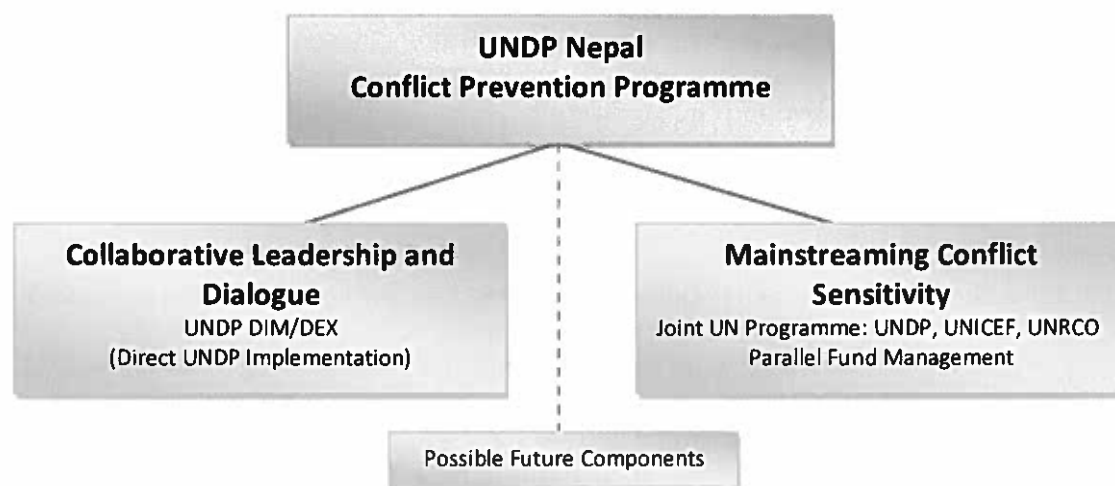 UNDP Nepal
Conflict Prevention Programme
Collaborative Leadership and
Dialogue
UNDP DIM/DEX
(Direct UNDP Implementation)
Mainstreaming Conflict
Sensitivity
Joint UN Programme: UNDP, UNICEF, UNRCO
Parallel Fund Management
Possible Future Components